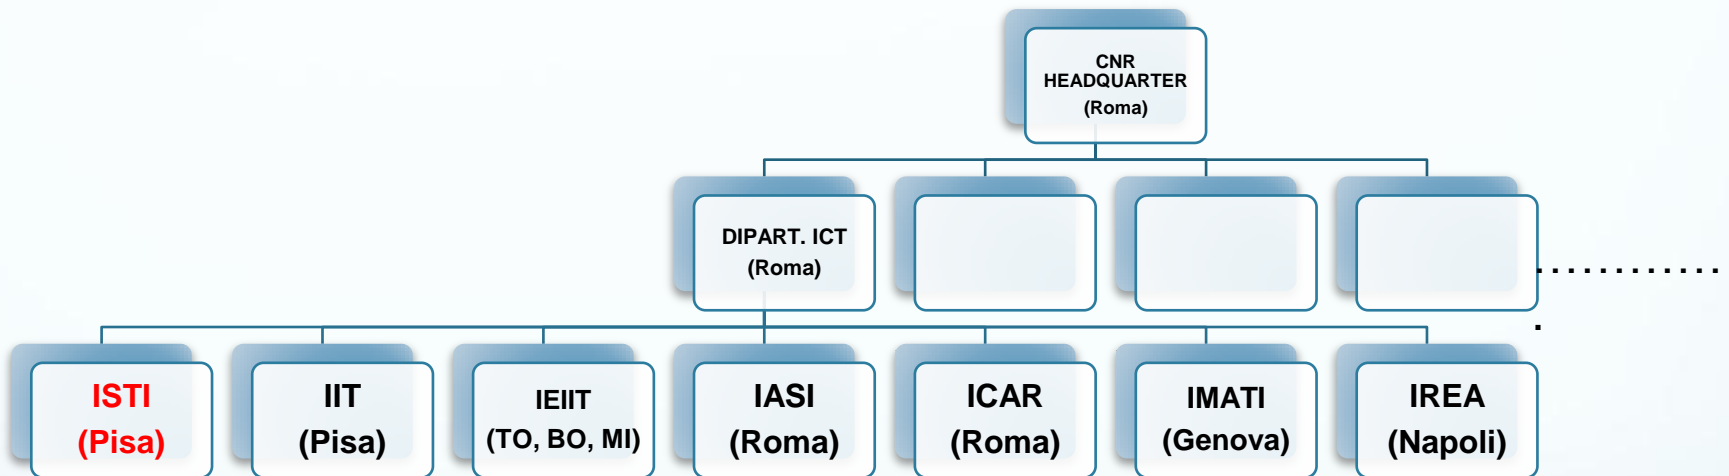 CNR
HEADQUARTER
(Roma)
DIPART. ICT
(Roma)
.............
ISTI
(Pisa)
IIT
(Pisa)
IEIIT
(TO, BO, MI)
IASI
(Roma)
ICAR
(Roma)
IMATI
(Genova)
IREA
(Napoli)